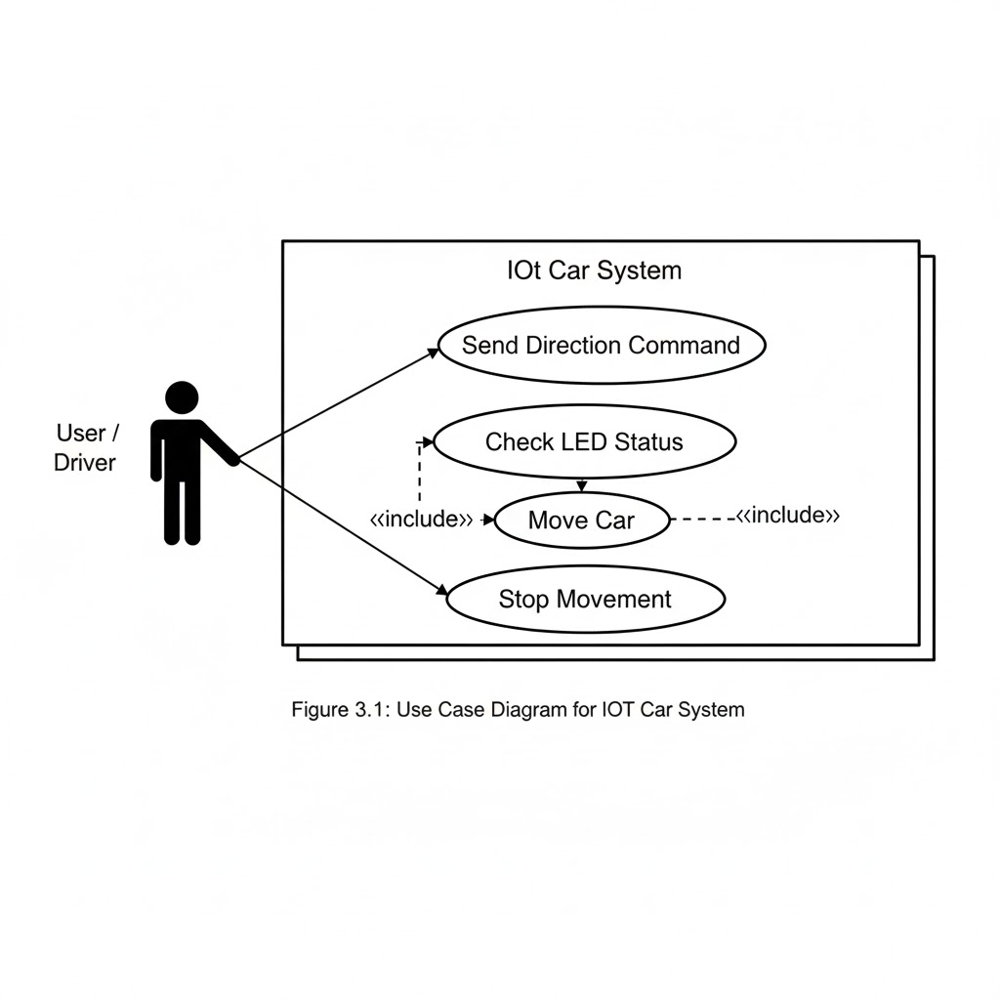 IOt Car System
Send Direction Command
User /
Driver
Check LED Status
«include»
Move Car
«include»
Stop Movement
Figure 3.1: Use Case Diagram for IOT Car System